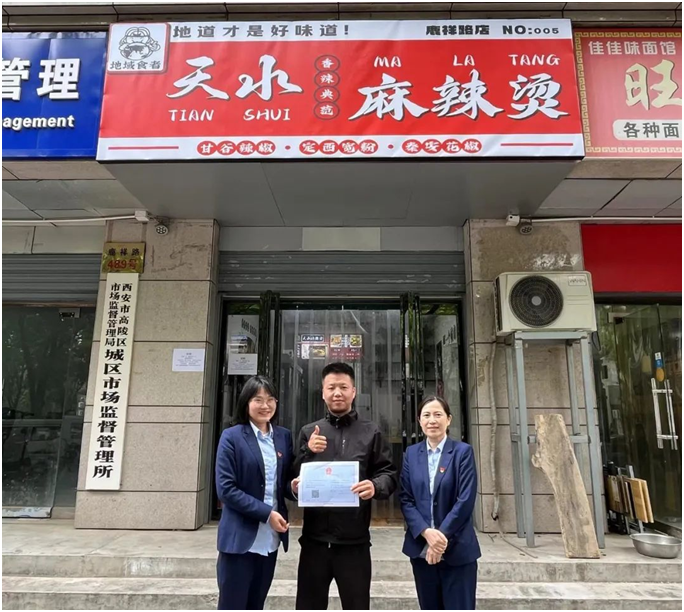 管理
agement
地域食者
地道才是好味道!
鹿祥路店 NO:005
天水
TIAN SHUI
香辣典范
MA LA TANG
麻辣烫
甘谷辣椒·定西宽粉·秦安花椒
佳佳味面馆
旺
各种面
鹿祥路
489号
西安市高陵区
市场监督管理局
城区市场监督管理所